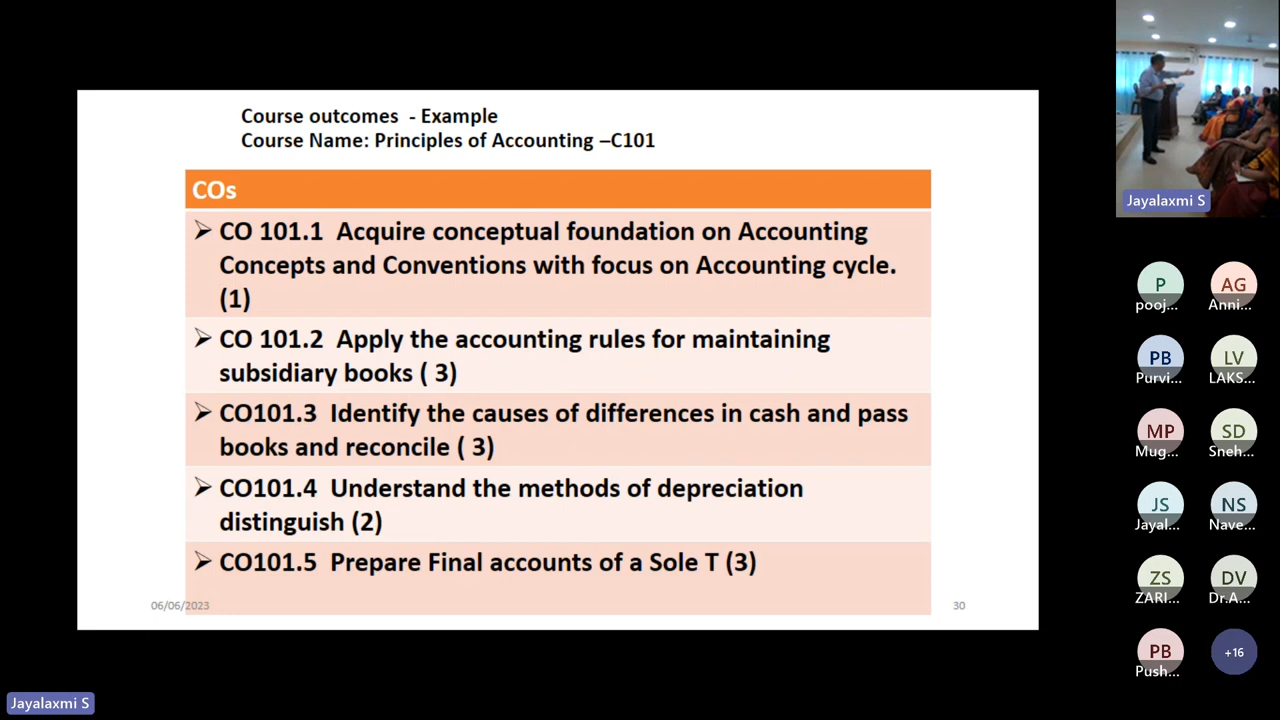 Course outcomes - Example
Course Name: Principles of Accounting –C101
COs
➢ CO 101.1 Acquire conceptual foundation on Accounting
Concepts and Conventions with focus on Accounting cycle.
(1)
➢ CO 101.2 Apply the accounting rules for maintaining
subsidiary books ( 3)
➢ CO101.3 Identify the causes of differences in cash and pass
books and reconcile ( 3)
➢ CO101.4 Understand the methods of depreciation
distinguish (2)
➢ CO101.5 Prepare Final accounts of a Sole T (3)
06/06/2023
30
Jayalaxmi S
P
AG
pooj...
Anni...
PB
LV
Purvi...
LAKS...
MP
SD
Mug...
Sneh...
JS
NS
Jayal...
Nave...
ZS
DV
ZARI...
Dr.A...
PB
+16
Push...
Jayalaxmi S